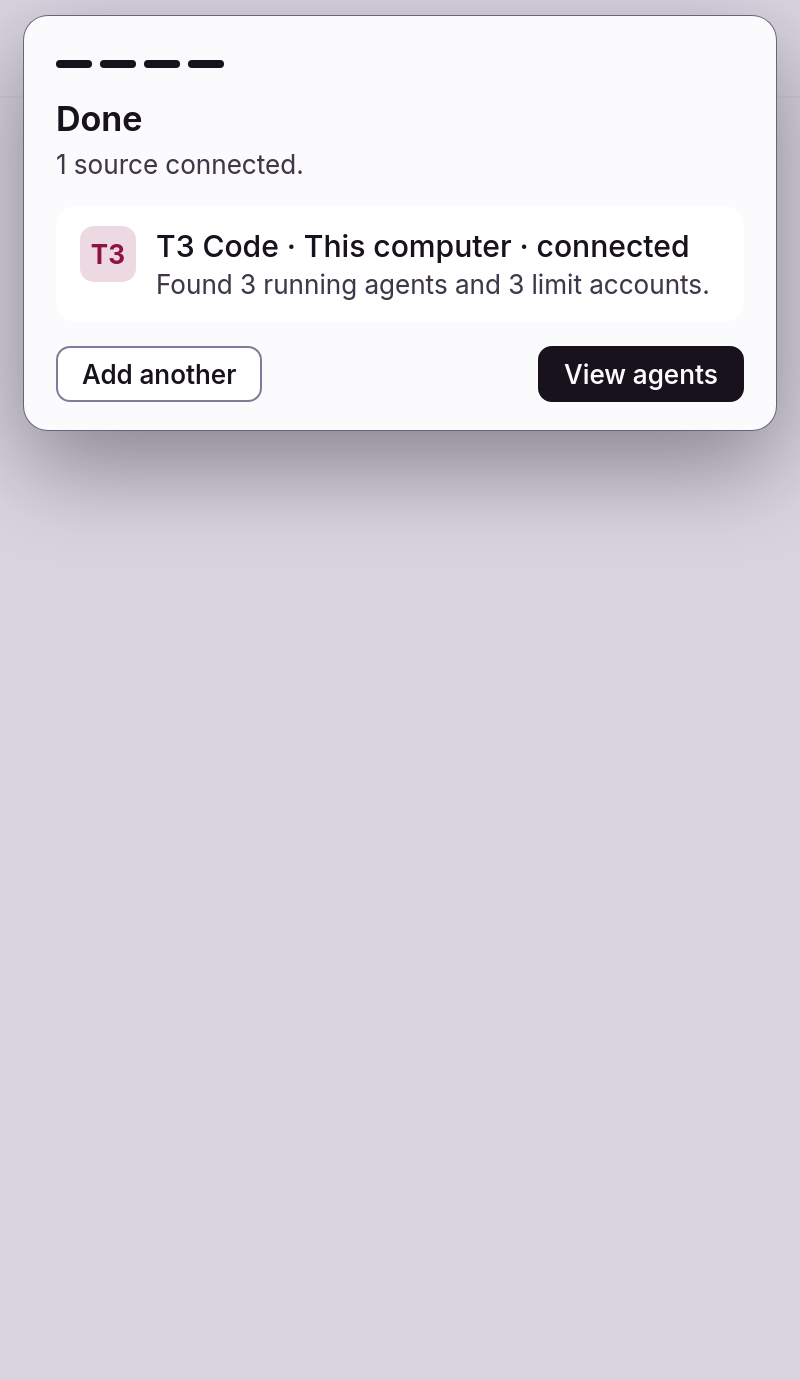 Done
1 source connected.
T3
T3 Code · This computer · connected
Found 3 running agents and 3 limit accounts.
Add another
View agents